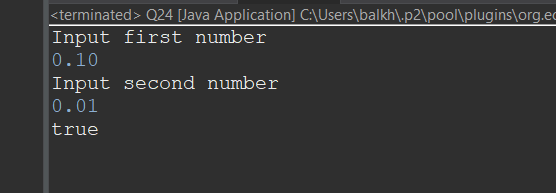 <terminated> Q24 [Java Application] C:\Users\balkh\.p2\pool\plugins\org.ec
Input first number
0.10
Input second number
0.01
true